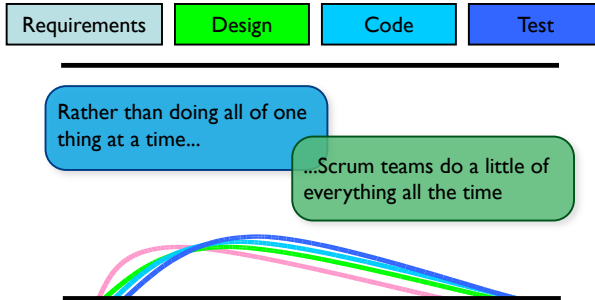 Requirements
Design
Code
Test
Rather than doing all of one
thing at a time...
...Scrum teams do a little of
everything all the time